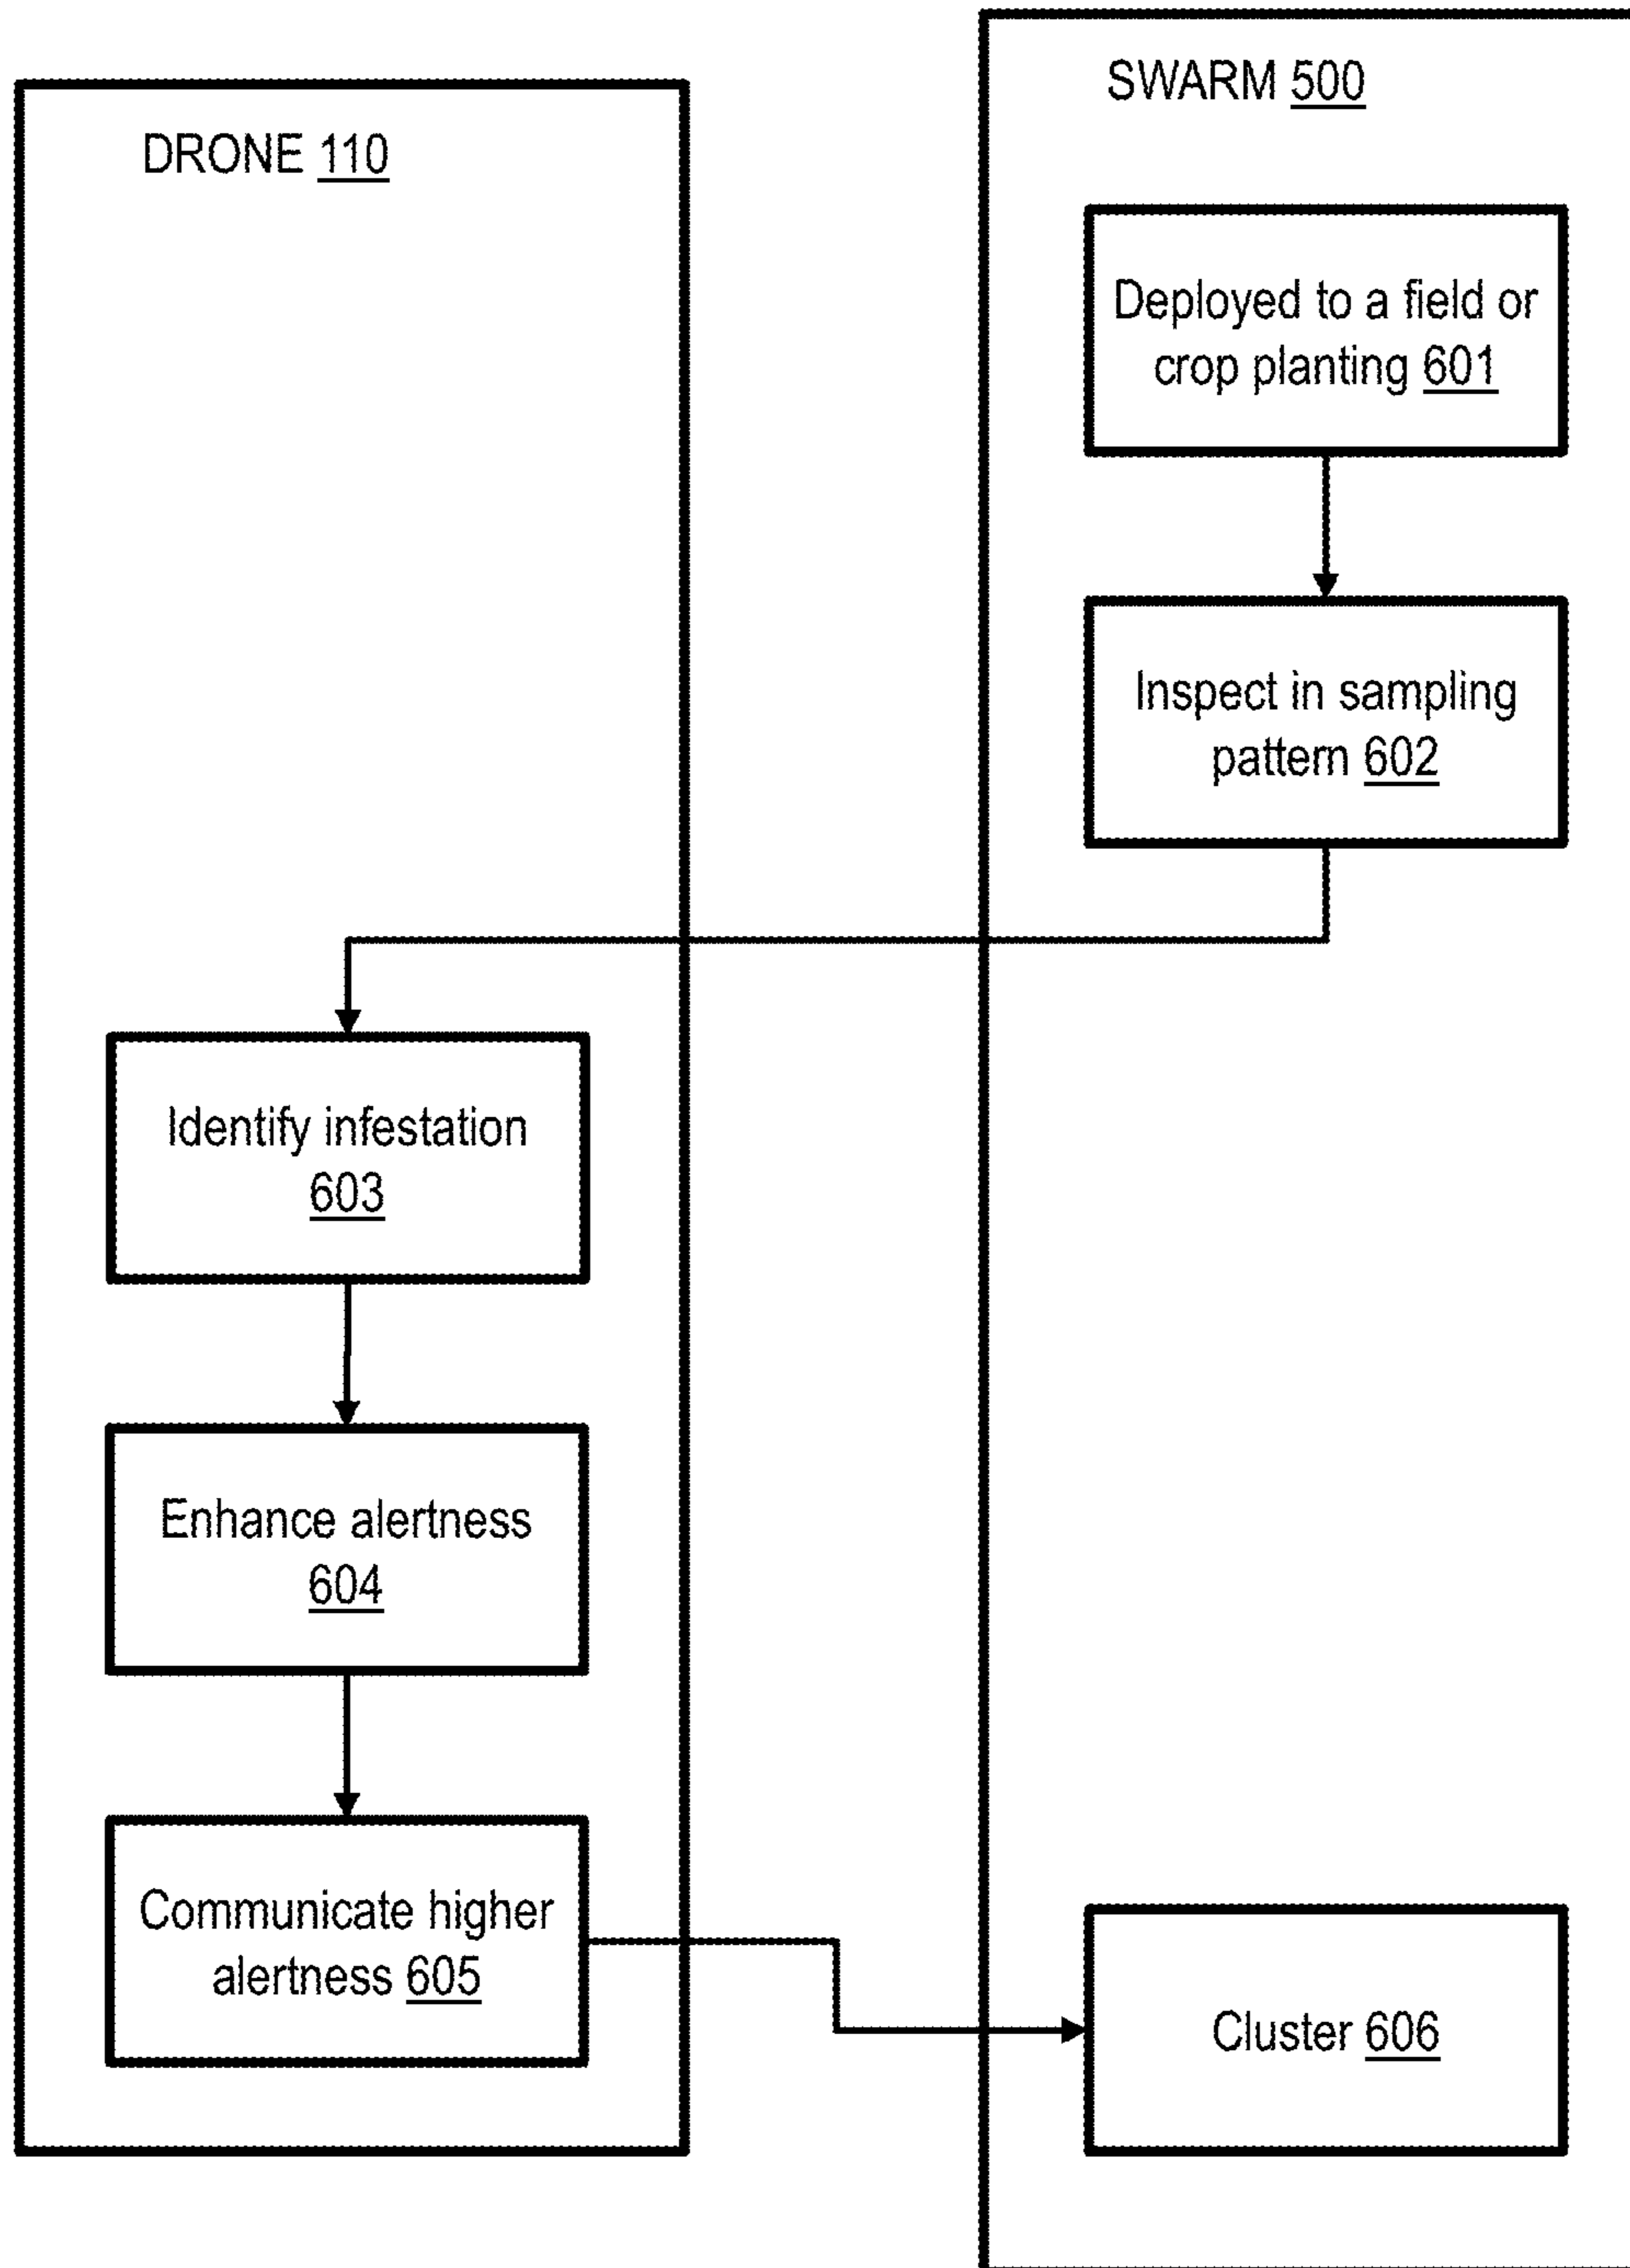 DRONE 110
SWARM 500
Deployed to a field or
crop planting 601
Inspect in sampling
pattern 602
Identify infestation
603
Enhance alertness
604
Communicate higher
alertness 605
Cluster 606